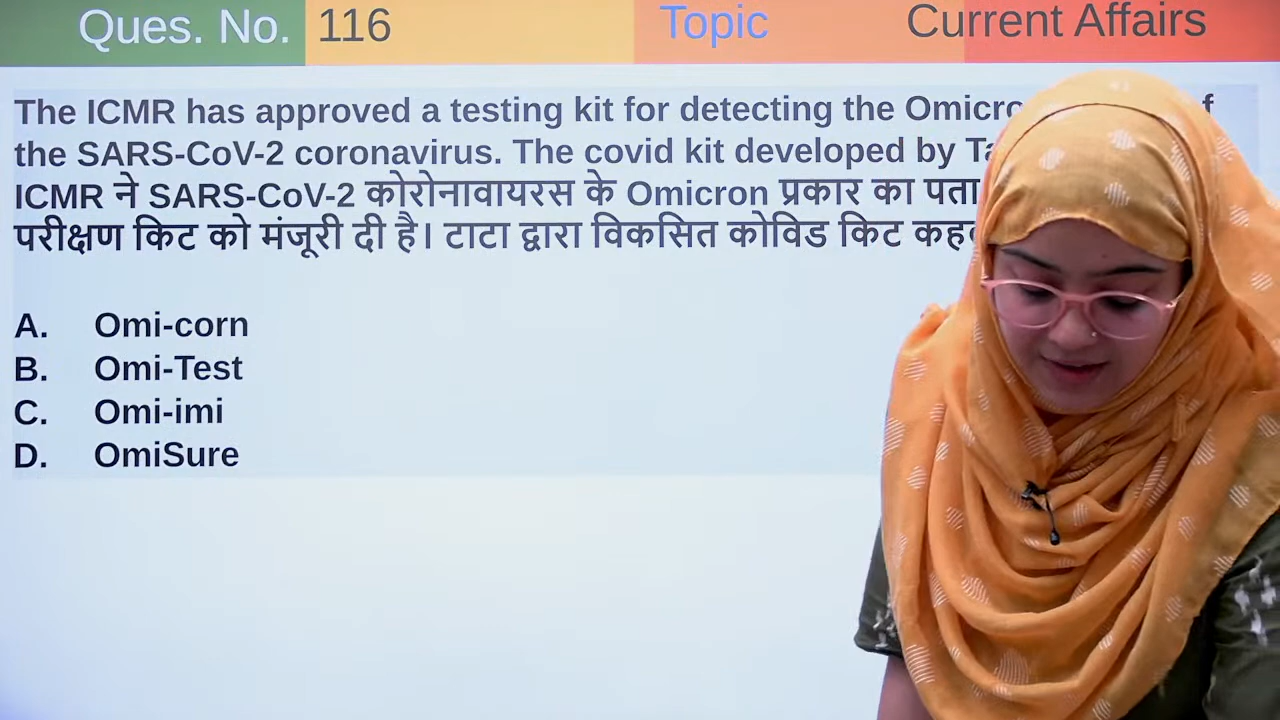 Ques. No. 116 Topic Current Affairs
The ICMR has approved a testing kit for detecting the
the SARS-CoV-2 coronavirus. The covid kit developed by
ICMR ने SARS-CoV-2 कोरोनावायरस के Omicron प्रकार का पता
परीक्षण किट को मंजूरी दी है। टाटा द्वारा विकसित कोविड किट
A. Omi-corn
B. Omi-Test
C. Omi-imi
D. OmiSure